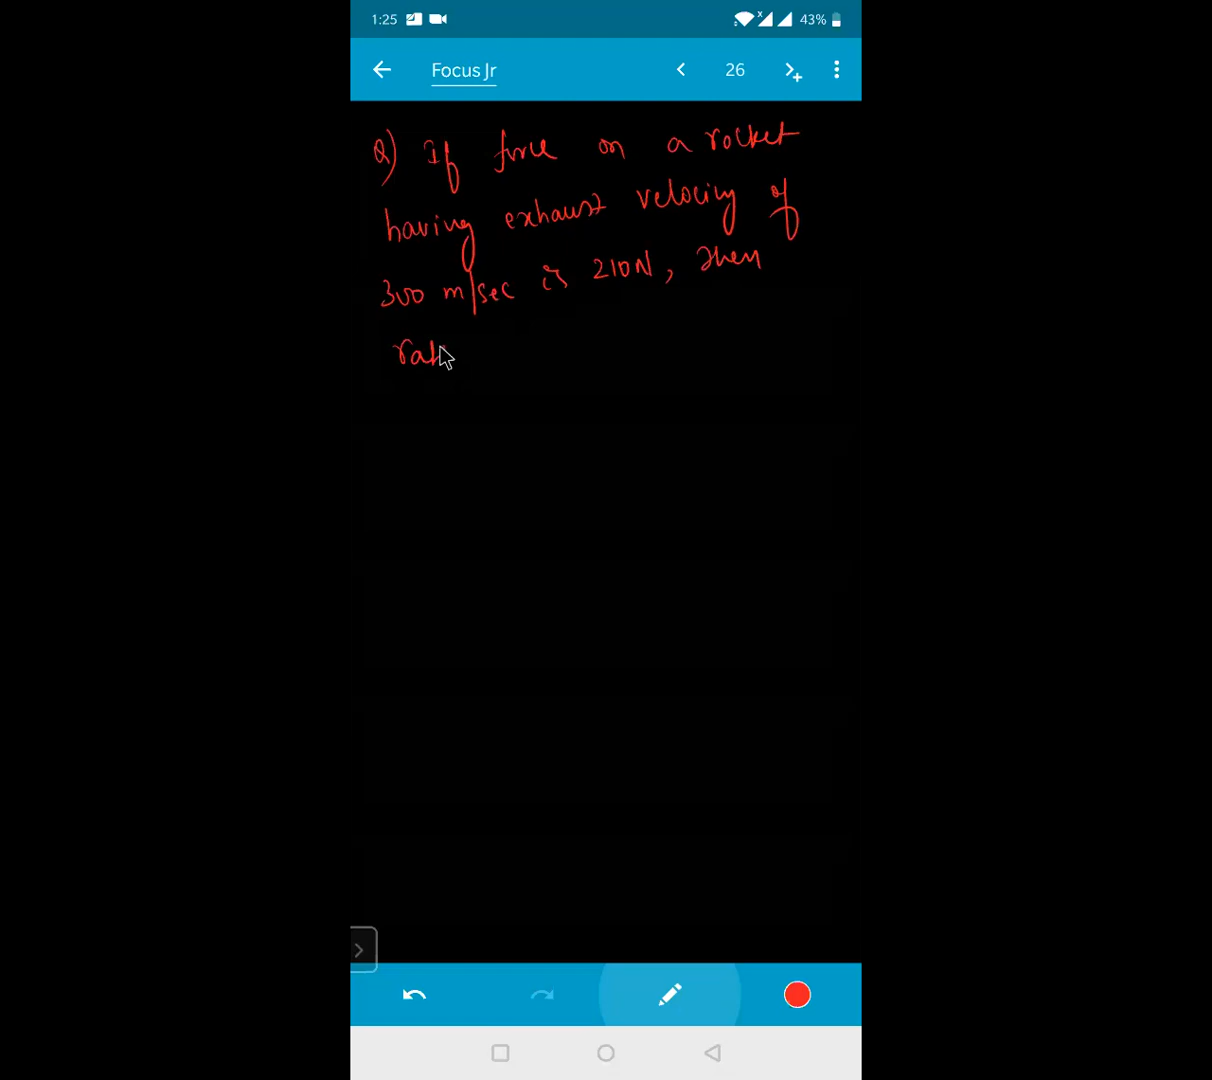 1:25 43%
Focus Jr 26
Q) If force on a rocket
having exhaust velocity of
300 m/sec is 210N, then
rat